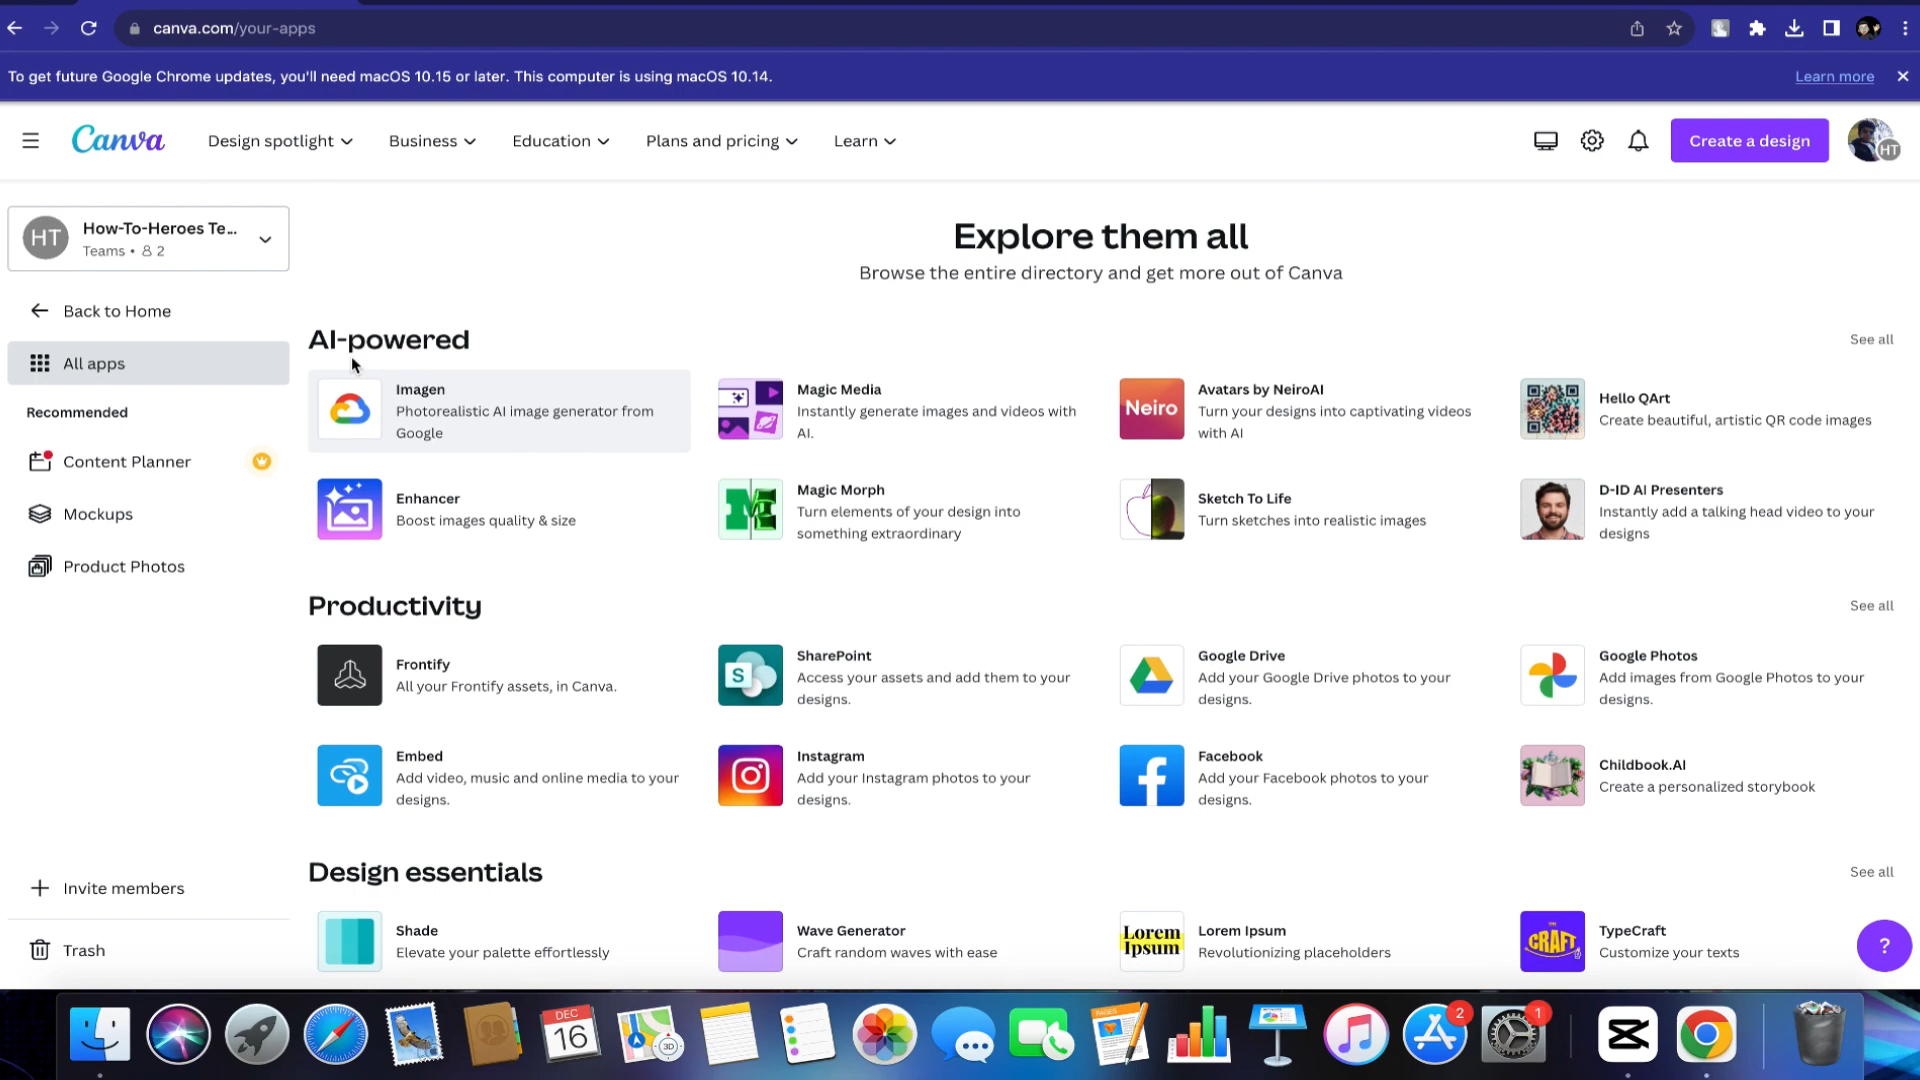 canva.com/your-apps
To get future Google Chrome updates, you'll need macOS 10.15 or later. This computer is using macOS 10.14.
Learn more
Canva
Design spotlight
Business
Education
Plans and pricing
Learn
Create a design
HT
HT
How-To-Heroes Te...
Teams • 2
Back to Home
All apps
Recommended
Content Planner
Mockups
Product Photos
Invite members
Trash
Explore them all
Browse the entire directory and get more out of Canva
AI-powered
See all
Imagen
Photorealistic AI image generator from
Google
Magic Media
Instantly generate images and videos with
AI.
Neiro
Avatars by NeiroAI
Turn your designs into captivating videos
with AI
Hello QArt
Create beautiful, artistic QR code images
Enhancer
Boost images quality & size
Magic Morph
Turn elements of your design into
something extraordinary
Sketch To Life
Turn sketches into realistic images
D-ID AI Presenters
Instantly add a talking head video to your
designs
Productivity
See all
Frontify
All your Frontify assets, in Canva.
S
SharePoint
Access your assets and add them to your
designs.
Google Drive
Add your Google Drive photos to your
designs.
Google Photos
Add images from Google Photos to your
designs.
Embed
Add video, music and online media to your
designs.
Instagram
Add your Instagram photos to your
designs.
Facebook
Add your Facebook photos to your
designs.
Childbook.AI
Create a personalized storybook
Design essentials
See all
Shade
Elevate your palette effortlessly
Wave Generator
Craft random waves with ease
Lorem
Ipsum
Lorem Ipsum
Revolutionizing placeholders
CRAFT
TypeCraft
Customize your texts
?
DEC
16
3D
PAGES
2
1